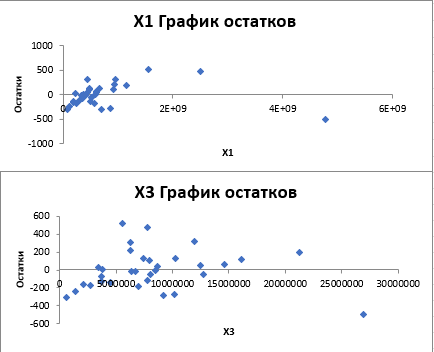 X1 График остатков
1000
500
0
-500
-1000
0
2E+09
4E+09
6E+09
Остатки
X1
X3 График остатков
600
400
200
0
-200
-400
-600
0
5000000
10000000
15000000
20000000
25000000
30000000
Остатки
X3